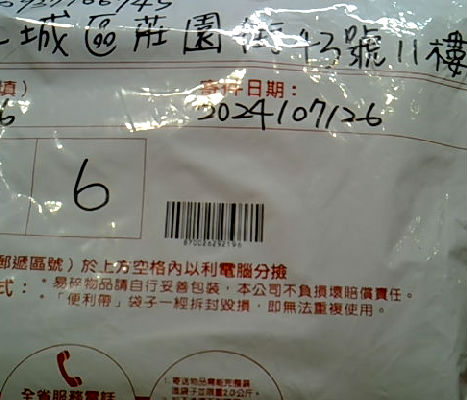 城區莊園街43號11樓
填）
寄件日期：
6
2024/07/26
6
郵遞區號）於上方空格內以利電腦分撿
式：
。易碎物品請自行妥善包裝，本公司不負損壞賠償責任。
。「便利帶」袋子一經拆封毀損，即無法重複使用。
全省服務電話